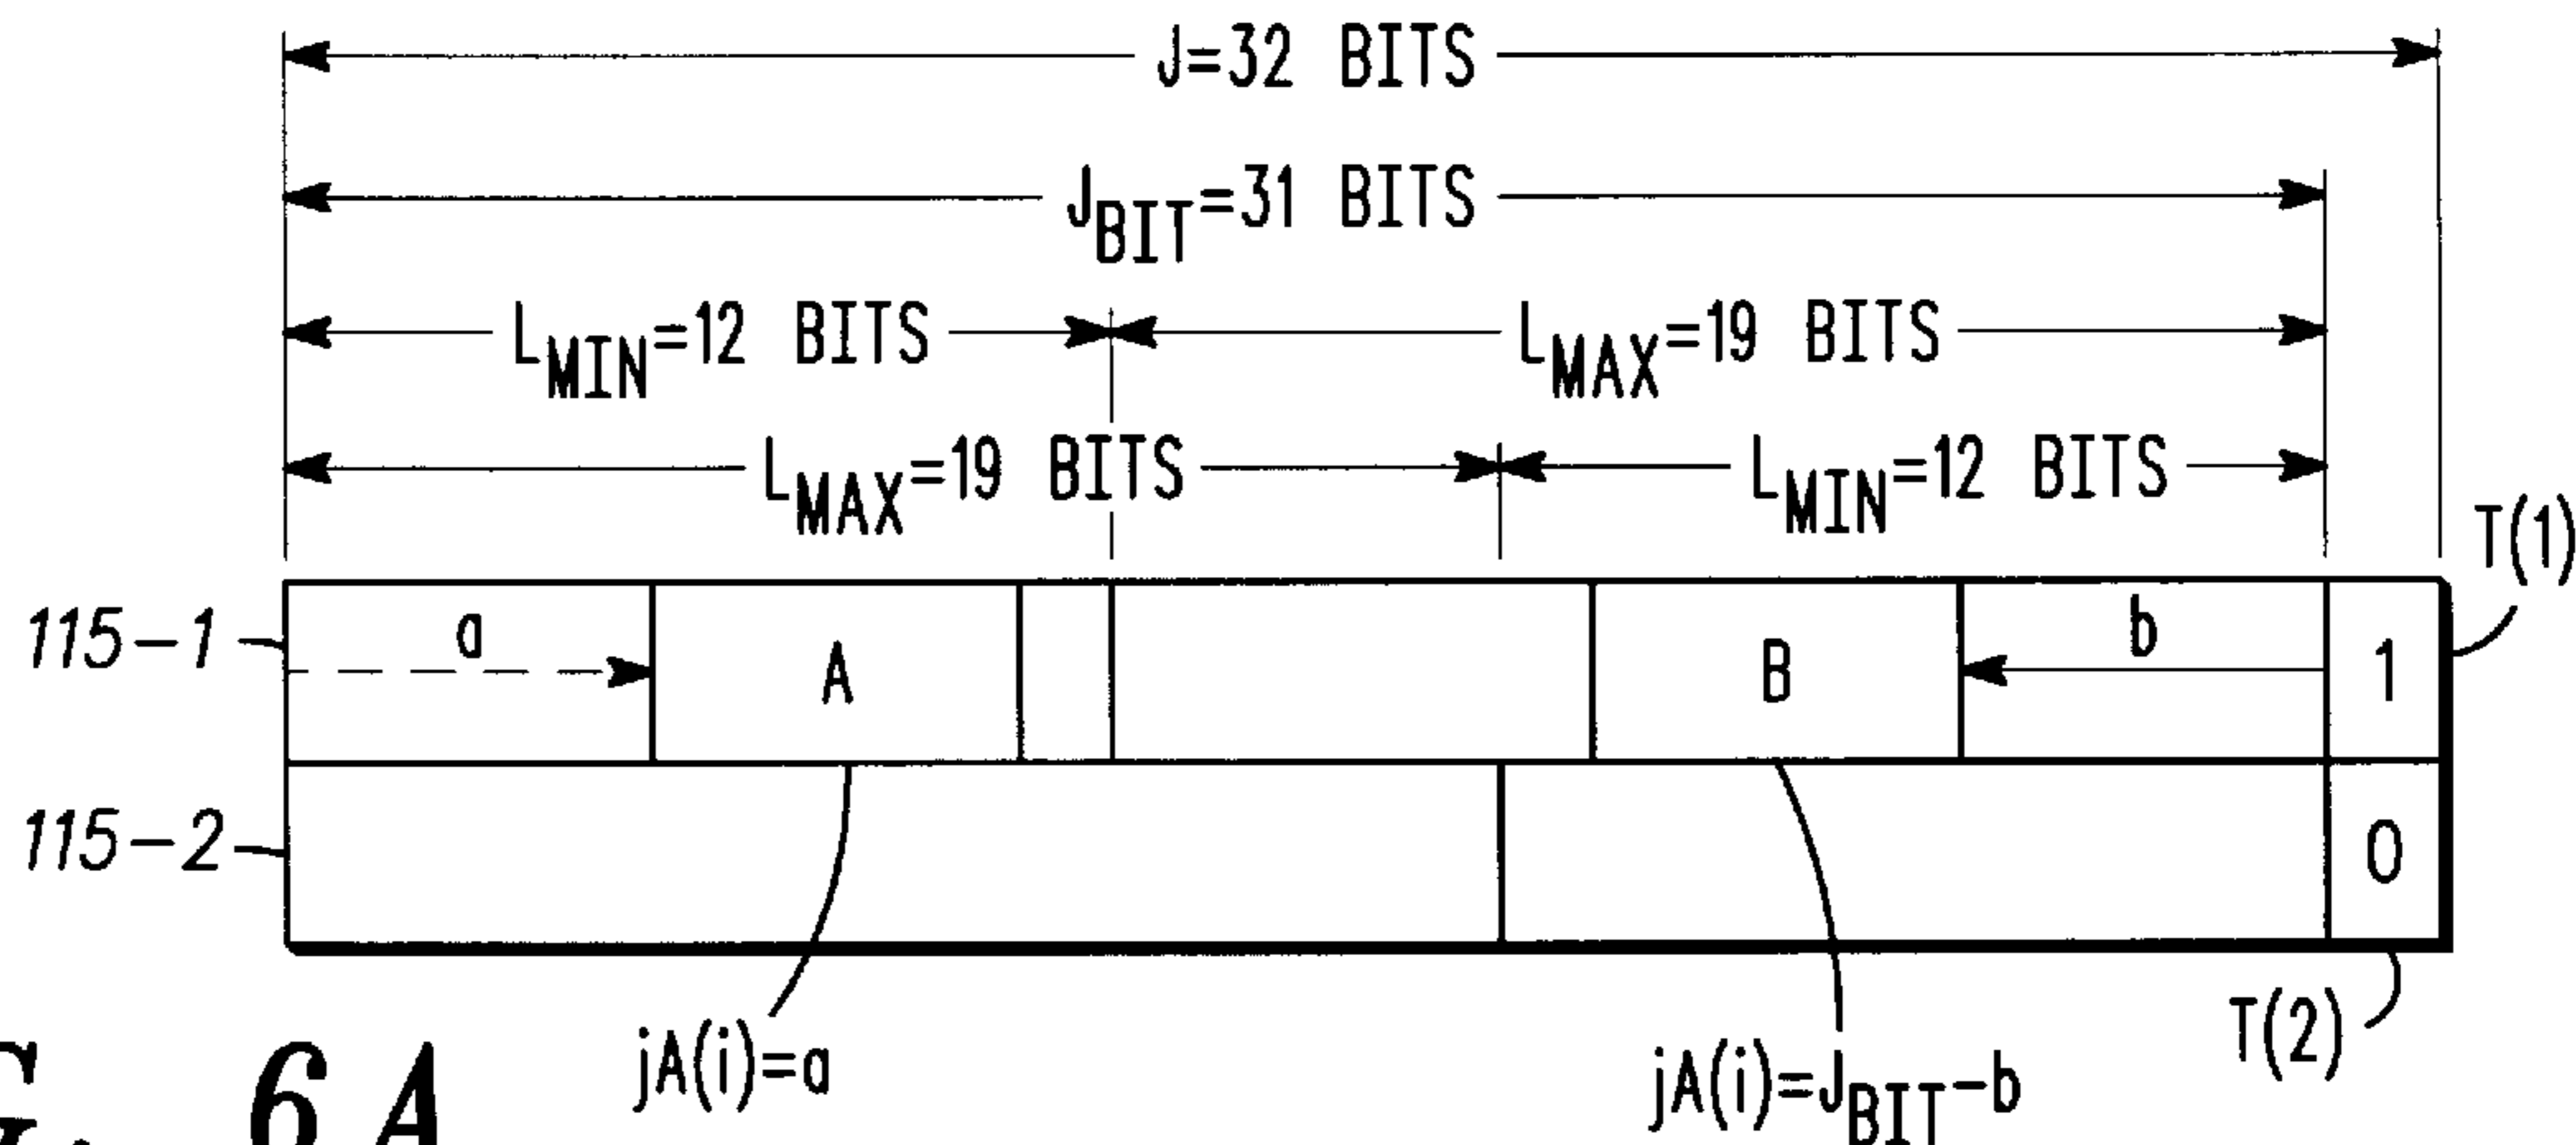 J=32 BITS
J_BIT=31 BITS
L_MIN=12 BITS
L_MAX=19 BITS
L_MAX=19 BITS
L_MIN=12 BITS
T(1)
115-1
a
A
B
b
1
115-2
0
jA(i)=a
jA(i)=J_BIT-b
T(2)
6A